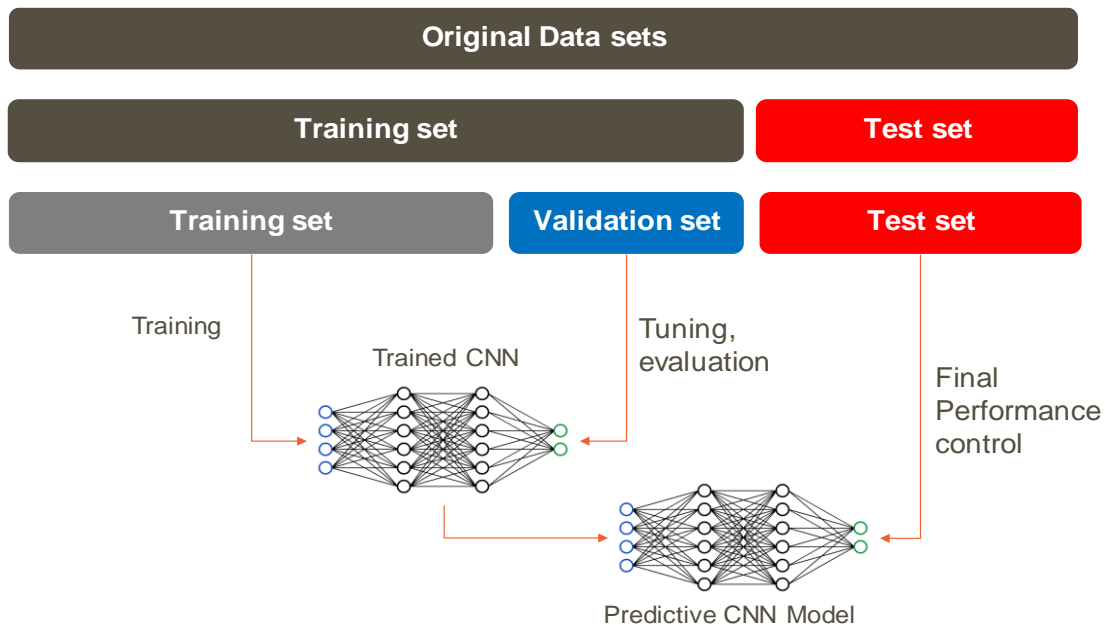 Original Data sets
Training set
Test set
Training set
Validation set
Test set
Training
Tuning,
evaluation
Trained CNN
Final
Performance
control
Predictive CNN Model